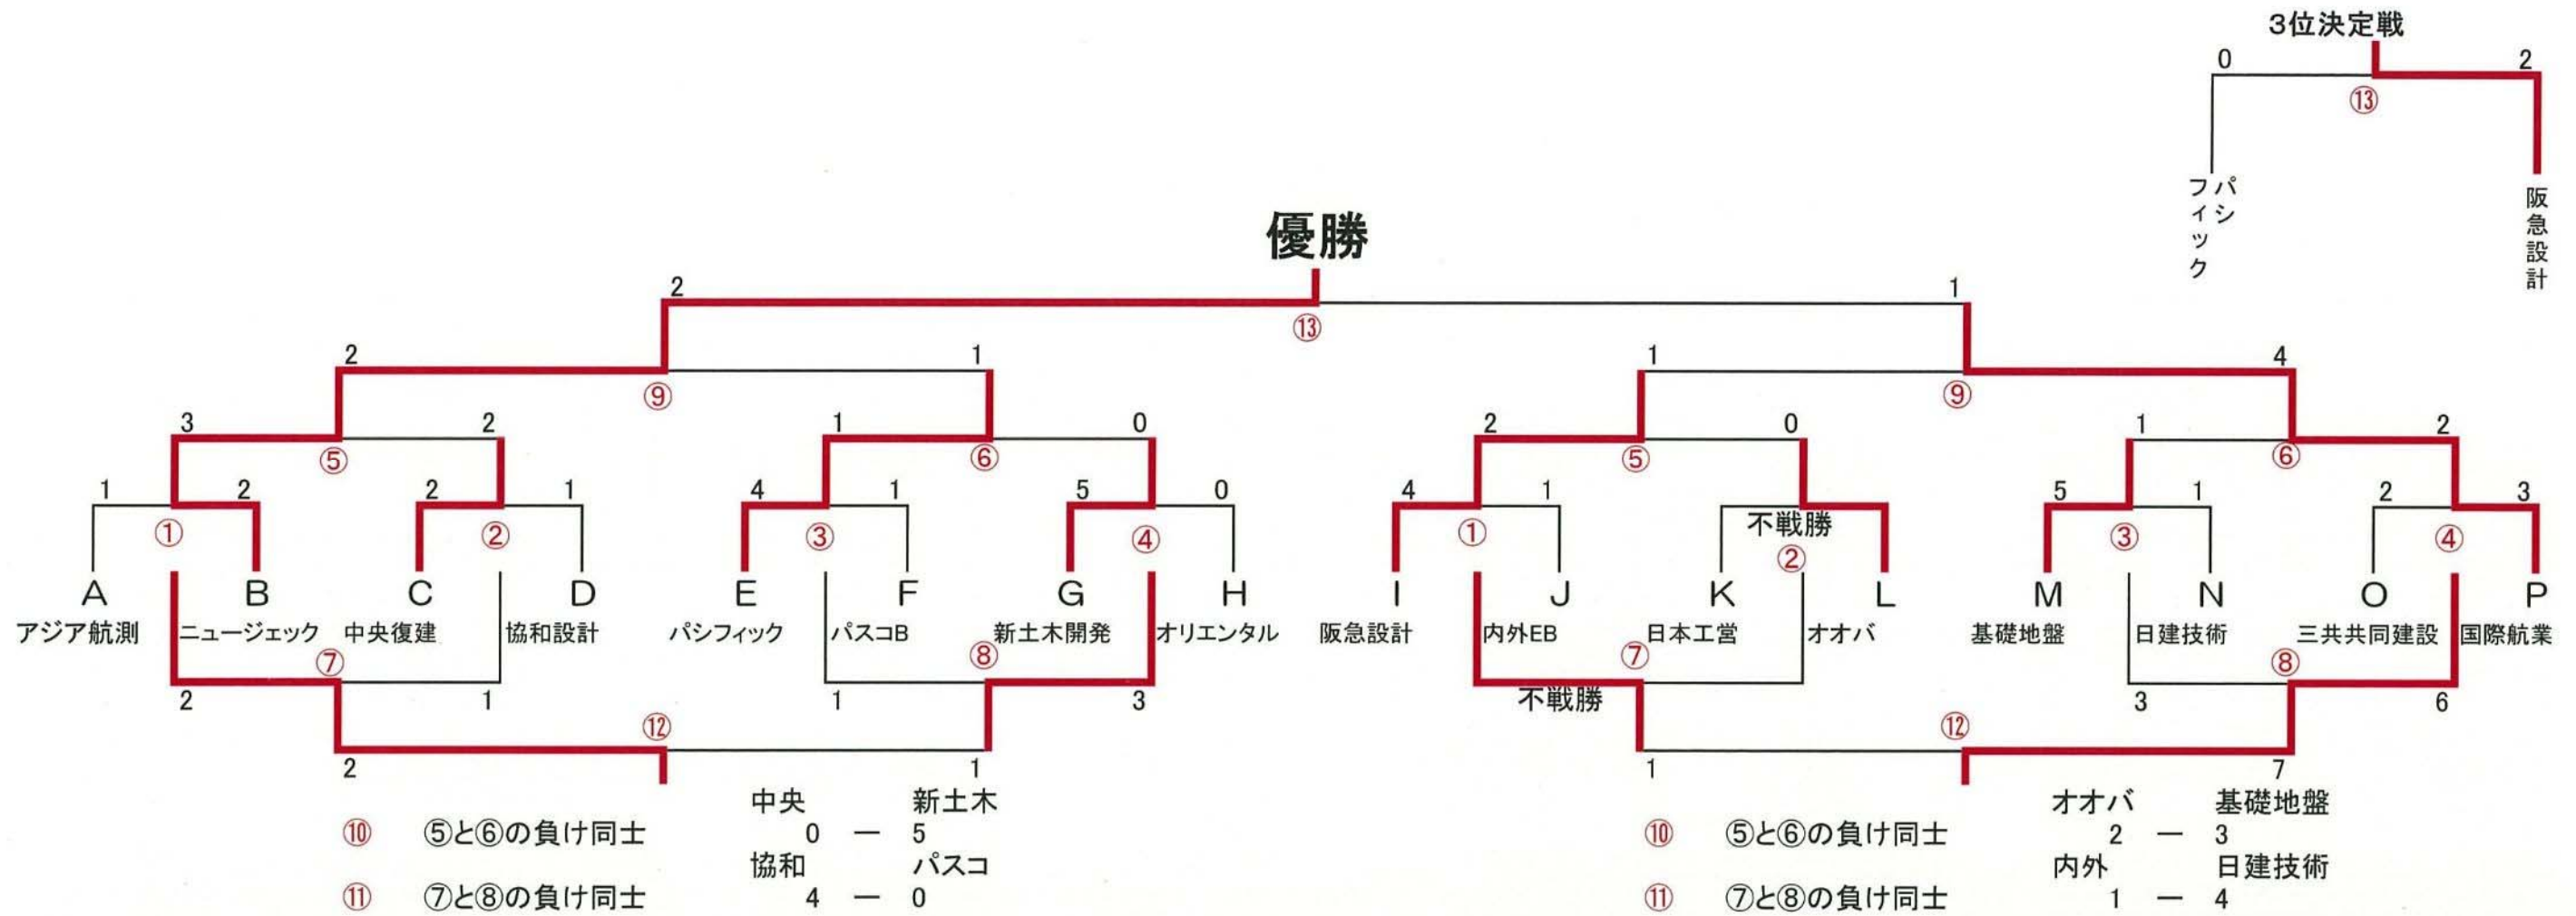 3位決定戦
0 2
⑬
パシフィック
阪急設計
優勝
2 1
⑬
2 1 1 4
⑨ ⑨
3 2 1 0 2 0 1 2
⑤ ⑥ ⑤ ⑥
1 2 2 1 4 1 5 0 4 1 5 1 2 3
不戦勝
① ② ③ ④ ① ② ③ ④
A B C D E F G H I J K L M N O P
アジア航測 ニュージェック 中央復建 協和設計 パシフィック パスコB 新土木開発 オリエンタル 阪急設計 内外EB 日本工営 オオバ 基礎地盤 日建技術 三共共同建設 国際航業
⑦ ⑧ ⑦ ⑧
2 1 1 3 不戦勝 3 6
⑫ ⑫
2 1 1 7
中央 新土木 オオバ 基礎地盤
⑩ ⑤と⑥の負け同士 0 ー 5 ⑩ ⑤と⑥の負け同士 2 ー 3
協和 パスコ 内外 日建技術
⑪ ⑦と⑧の負け同士 4 ー 0 ⑪ ⑦と⑧の負け同士 1 ー 4